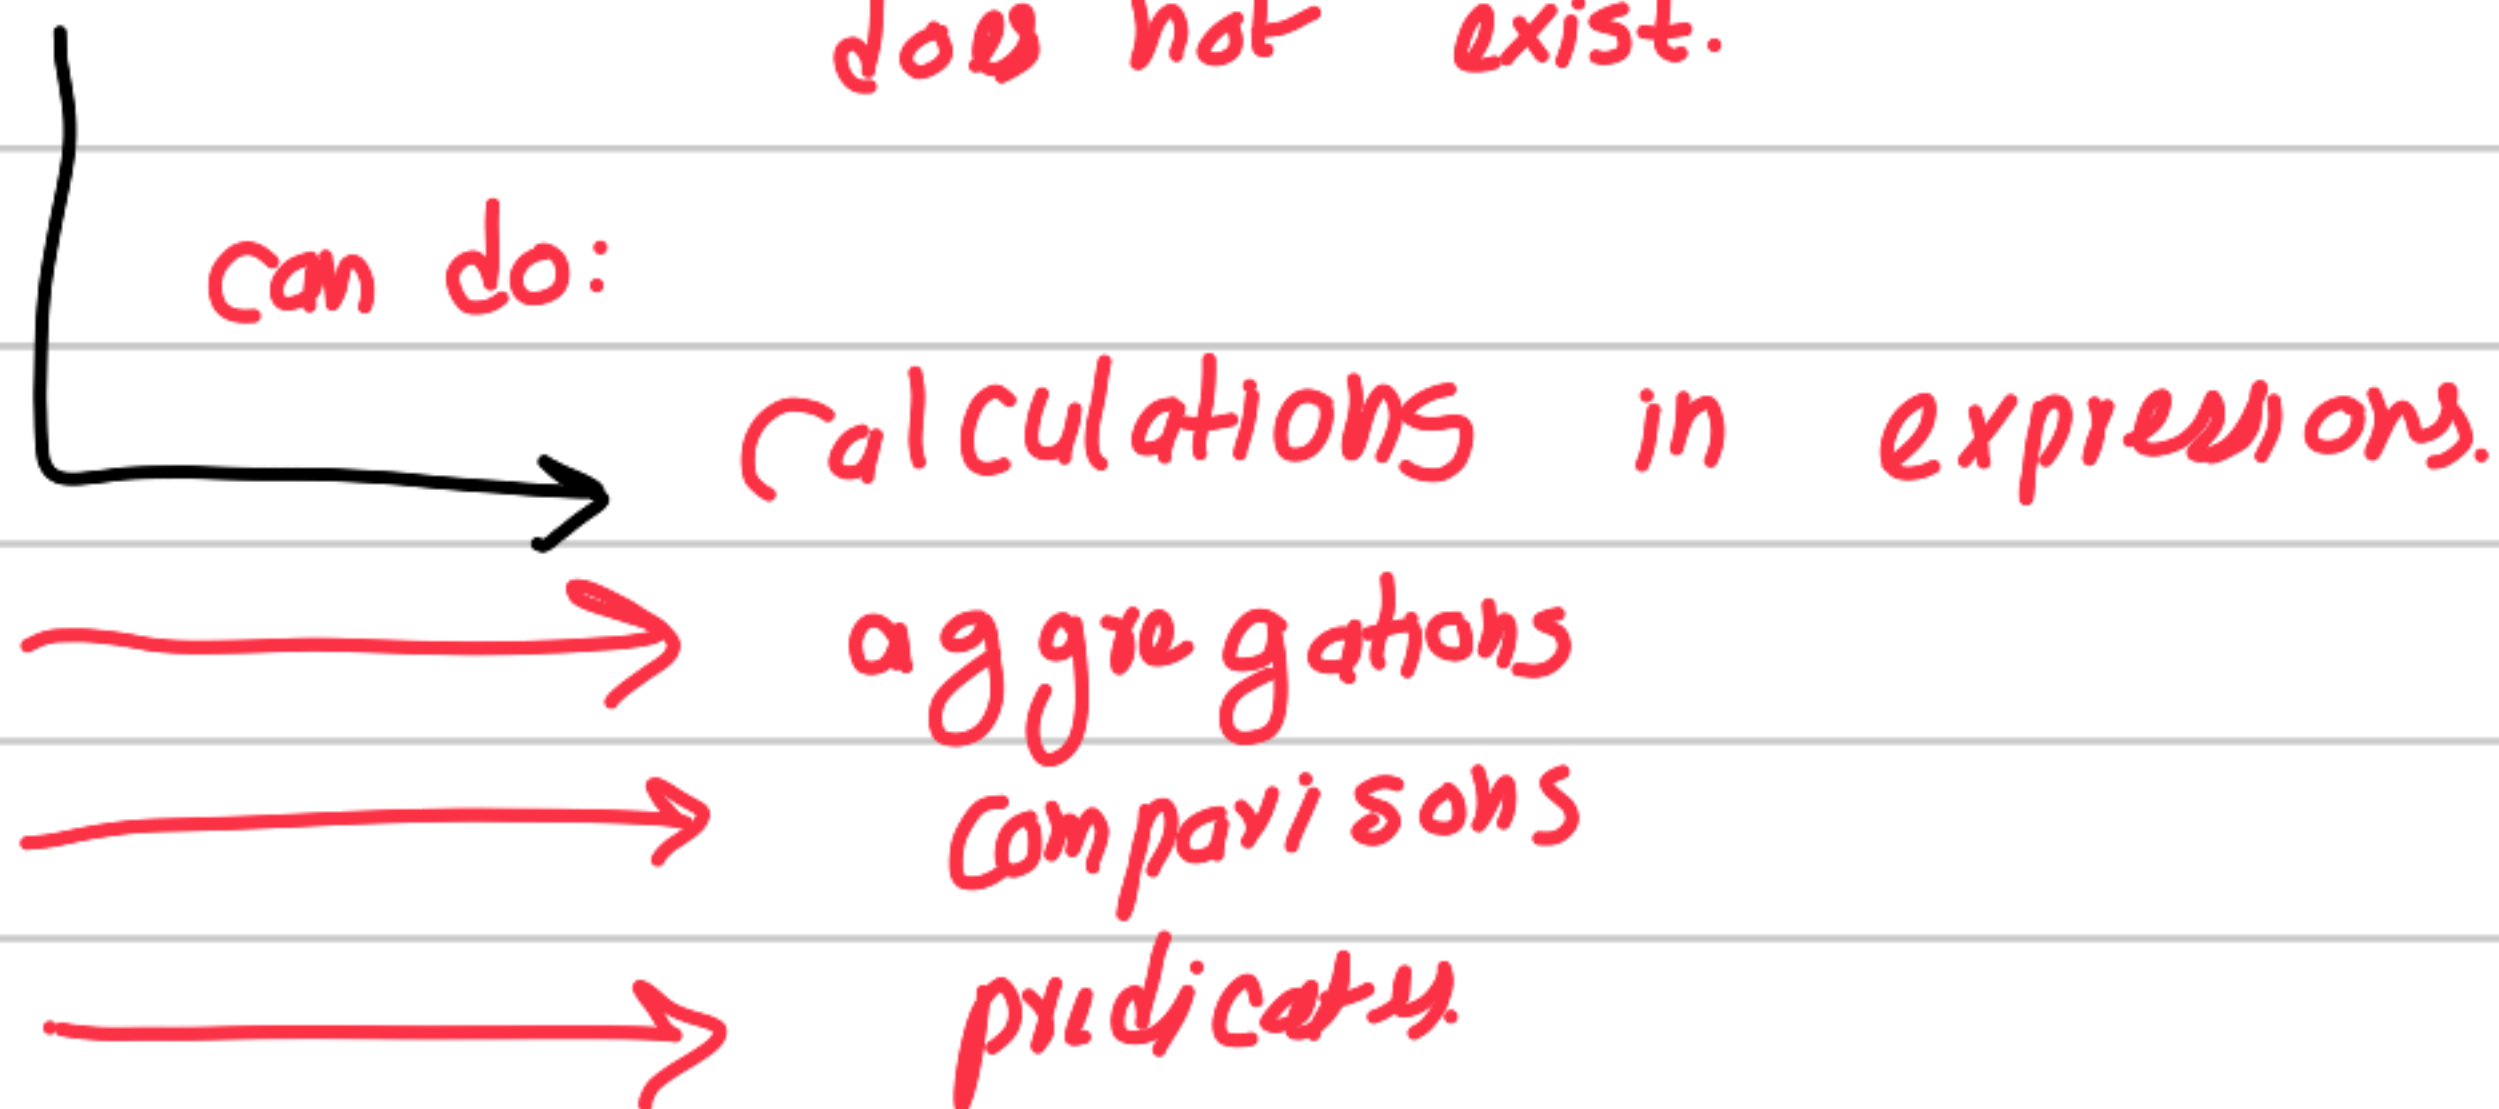 does not exist.
can do:
calculations in expressions.
aggregations
comparisons
predicates.